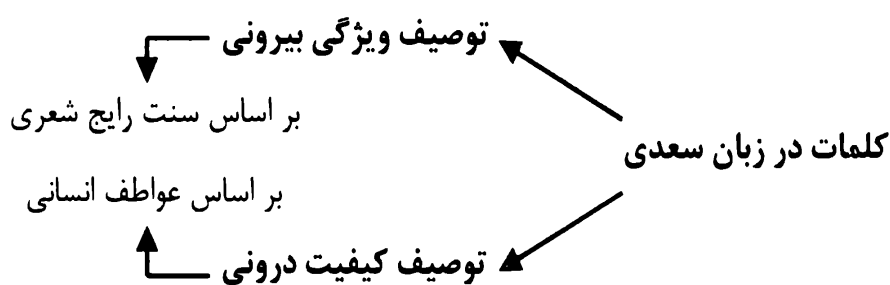 توصیف ویژگی بیرونی
بر اساس سنت رایج شعری
کلمات در زبان سعدی
بر اساس عواطف انسانی
توصیف کیفیت درونی